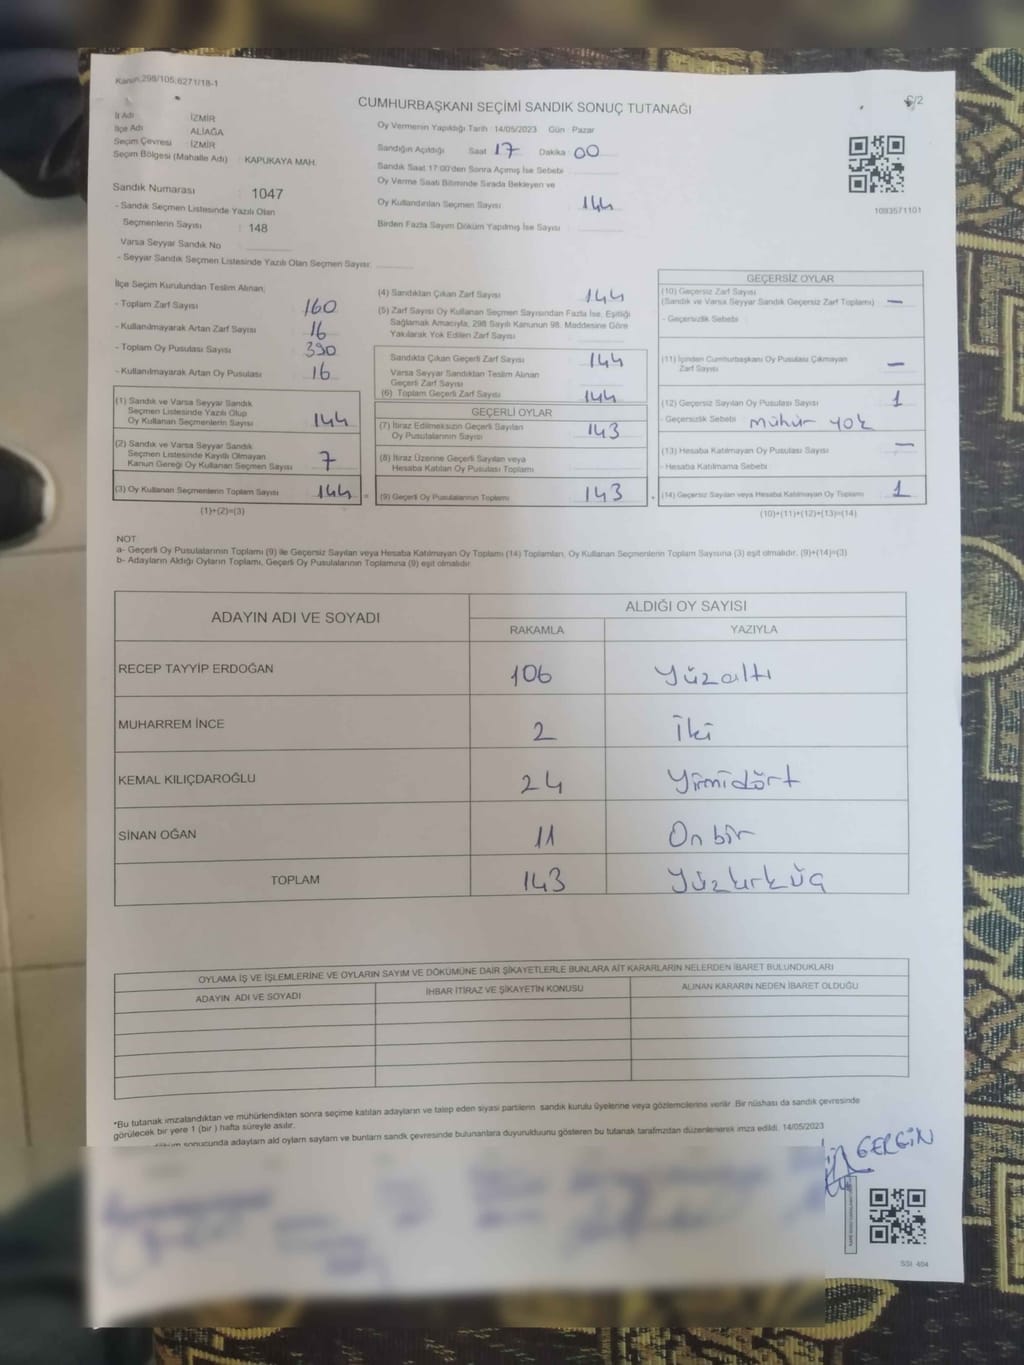 Kanun:298/105;6271/18-1
CUMHURBAŞKANI SEÇİMİ SANDIK SONUÇ TUTANAĞI
/2
İl Adı : İZMİR
İlçe Adı : ALİAĞA
Seçim Çevresi : İZMİR
Seçim Bölgesi (Mahalle Adı) : KAPUKAYA MAH.
Sandık Numarası : 1047
- Sandık Seçmen Listesinde Yazılı Olan
Seçmenlerin Sayısı : 148
Varsa Seyyar Sandık No
- Seyyar Sandık Seçmen Listesinde Yazılı Olan Seçmen Sayısı:
Oy Vermenin Yapıldığı Tarih : 14/05/2023 Gün : Pazar
Sandığın Açıldığı Saat 17 Dakika : 00
Sandık Saat 17:00'den Sonra Açılmış İse Sebebi
Oy Verme Saati Bitiminde Sırada Bekleyen ve
Oy Kullandırılan Seçmen Sayısı 144
Birden Fazla Sayım Döküm Yapılmış İse Sayısı :
1093571101
İlçe Seçim Kurulundan Teslim Alınan;
- Toplam Zarf Sayısı 160
- Kullanılmayarak Artan Zarf Sayısı 16
- Toplam Oy Pusulası Sayısı 390
- Kullanılmayarak Artan Oy Pusulası 16
(1) Sandık ve Varsa Seyyar Sandık
Seçmen Listesinde Yazılı Olup
Oy Kullanan Seçmenlerin Sayısı 144
(2) Sandık ve Varsa Seyyar Sandık
Seçmen Listesinde Kayıtlı Olmayan
Kanun Gereği Oy Kullanan Seçmen Sayısı 7
(3) Oy Kullanan Seçmenlerin Toplam Sayısı 144
(1)+(2)=(3)
(4) Sandıktan Çıkan Zarf Sayısı 144
(5) Zarf Sayısı Oy Kullanan Seçmen Sayısından Fazla İse, Eşitliği
Sağlamak Amacıyla, 298 Sayılı Kanunun 98. Maddesine Göre
Yakılarak Yok Edilen Zarf Sayısı
Sandıkta Çıkan Geçerli Zarf Sayısı 144
Varsa Seyyar Sandıktan Teslim Alınan
Geçerli Zarf Sayısı
(6) Toplam Geçerli Zarf Sayısı 144
GEÇERLİ OYLAR
(7) İtiraz Edilmeksizin Geçerli Sayılan
Oy Pusulalarının Sayısı 143
(8) İtiraz Üzerine Geçerli Sayılan veya
Hesaba Katılan Oy Pusulası Toplamı
= (9) Geçerli Oy Pusulalarının Toplamı 143
GEÇERSİZ OYLAR
(10) Geçersiz Zarf Sayısı
(Sandık ve Varsa Seyyar Sandık Geçersiz Zarf Toplamı) —
- Geçersizlik Sebebi
(11) İçinden Cumhurbaşkanı Oy Pusulası Çıkmayan
Zarf Sayısı —
(12) Geçersiz Sayılan Oy Pusulası Sayısı 1
- Geçersizlik Sebebi mühür yok
(13) Hesaba Katılmayan Oy Pusulası Sayısı —
- Hesaba Katılmama Sebebi
+ (14) Geçersiz Sayılan veya Hesaba Katılmayan Oy Toplamı 1
(10)+(11)+(12)+(13)=(14)
NOT
a- Geçerli Oy Pusulalarının Toplamı (9) ile Geçersiz Sayılan veya Hesaba Katılmayan Oy Toplamı (14) Toplamları, Oy Kullanan Seçmenlerin Toplam Sayısına (3) eşit olmalıdır. (9)+(14)=(3)
b- Adayların Aldığı Oyların Toplamı, Geçerli Oy Pusulalarının Toplamına (9) eşit olmalıdır.
ADAYIN ADI VE SOYADI ALDIĞI OY SAYISI
RAKAMLA YAZIYLA
RECEP TAYYİP ERDOĞAN 106 Yüzaltı
MUHARREM İNCE 2 İki
KEMAL KILIÇDAROĞLU 24 Yirmidört
SİNAN OĞAN 11 On bir
TOPLAM 143 Yüzkırküç
OYLAMA İŞ VE İŞLEMLERİNE VE OYLARIN SAYIM VE DÖKÜMÜNE DAİR ŞİKAYETLERLE BUNLARA AİT KARARLARIN NELERDEN İBARET BULUNDUKLARI
ADAYIN ADI VE SOYADI İHBAR İTİRAZ VE ŞİKAYETİN KONUSU ALINAN KARARIN NEDEN İBARET OLDUĞU
*Bu tutanak imzalandıktan ve mühürlendikten sonra seçime katılan adayların ve talep eden siyasi partilerin sandık kurulu üyelerine veya gözlemcilerine verilir. Bir nüshası da sandık çevresinde
görülecek bir yere 1 (bir ) hafta süreyle asılır.
sonucunda adayların ald oyların sayıların ve bunların sandk çevresinde bulunanlara duyurulduunu gösteren bu tutanak tarafmzdan düzenlenerek imza edildi. 14/05/2023
GERGİN
SSI 404